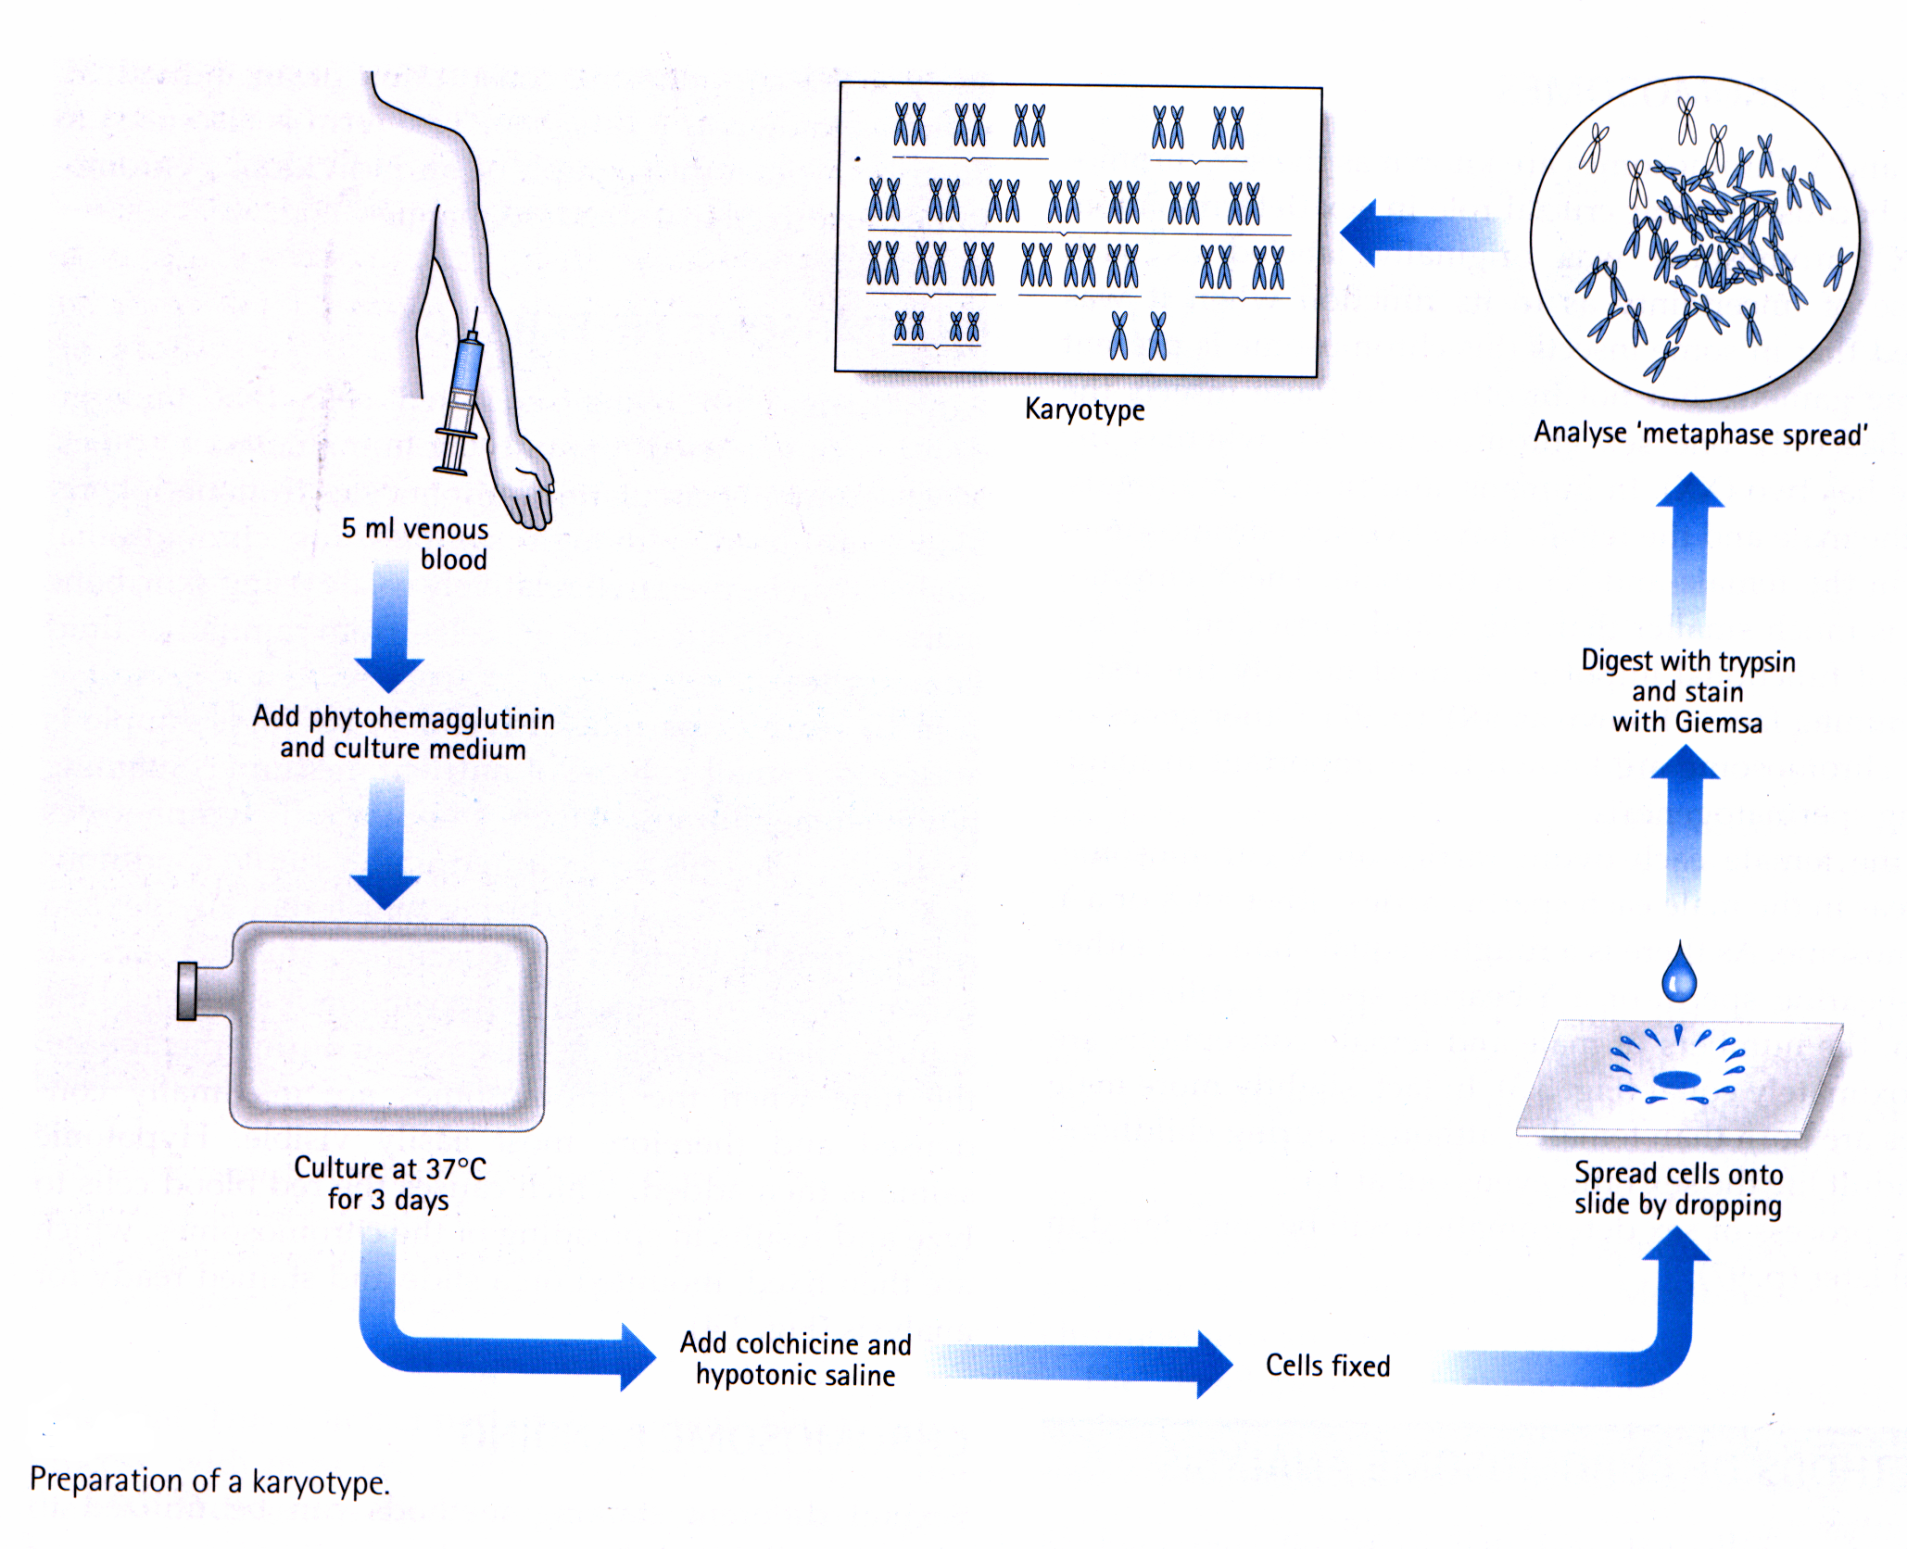 5 ml venous
blood
Add phytohemagglutinin
and culture medium
Culture at 37°C
for 3 days
Add colchicine and
hypotonic saline
Cells fixed
Spread cells onto
slide by dropping
Digest with trypsin
and stain
with Giemsa
Analyse 'metaphase spread'
Karyotype
Preparation of a karyotype.